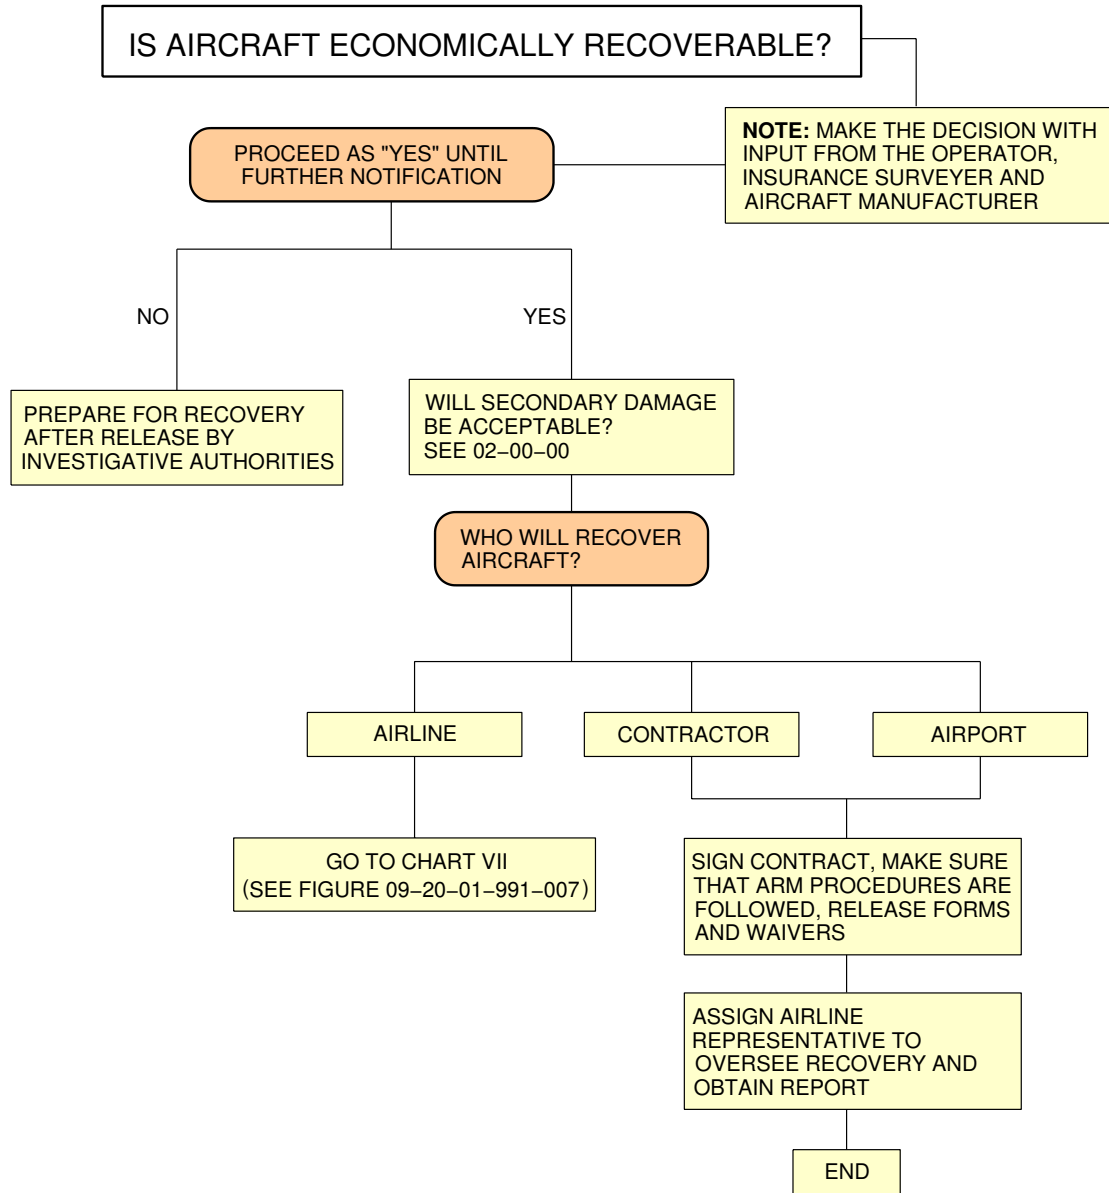 IS AIRCRAFT ECONOMICALLY RECOVERABLE?
NOTE: MAKE THE DECISION WITH
INPUT FROM THE OPERATOR,
INSURANCE SURVEYER AND
AIRCRAFT MANUFACTURER
PROCEED AS "YES" UNTIL
FURTHER NOTIFICATION
NO
YES
PREPARE FOR RECOVERY
AFTER RELEASE BY
INVESTIGATIVE AUTHORITIES
WILL SECONDARY DAMAGE
BE ACCEPTABLE?
SEE 02−00−00
WHO WILL RECOVER
AIRCRAFT?
AIRLINE
CONTRACTOR
AIRPORT
GO TO CHART VII
(SEE FIGURE 09−20−01−991−007)
SIGN CONTRACT, MAKE SURE
THAT ARM PROCEDURES ARE
FOLLOWED, RELEASE FORMS
AND WAIVERS
ASSIGN AIRLINE
REPRESENTATIVE TO
OVERSEE RECOVERY AND
OBTAIN REPORT
END